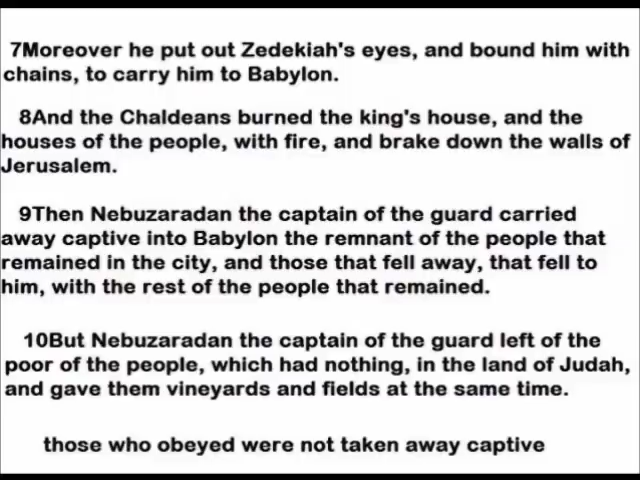 7Moreover he put out Zedekiah's eyes, and bound him with
chains, to carry him to Babylon.
8And the Chaldeans burned the king's house, and the
houses of the people, with fire, and brake down the walls of
Jerusalem.
9Then Nebuzaradan the captain of the guard carried
away captive into Babylon the remnant of the people that
remained in the city, and those that fell away, that fell to
him, with the rest of the people that remained.
10But Nebuzaradan the captain of the guard left of the
poor of the people, which had nothing, in the land of Judah,
and gave them vineyards and fields at the same time.
those who obeyed were not taken away captive